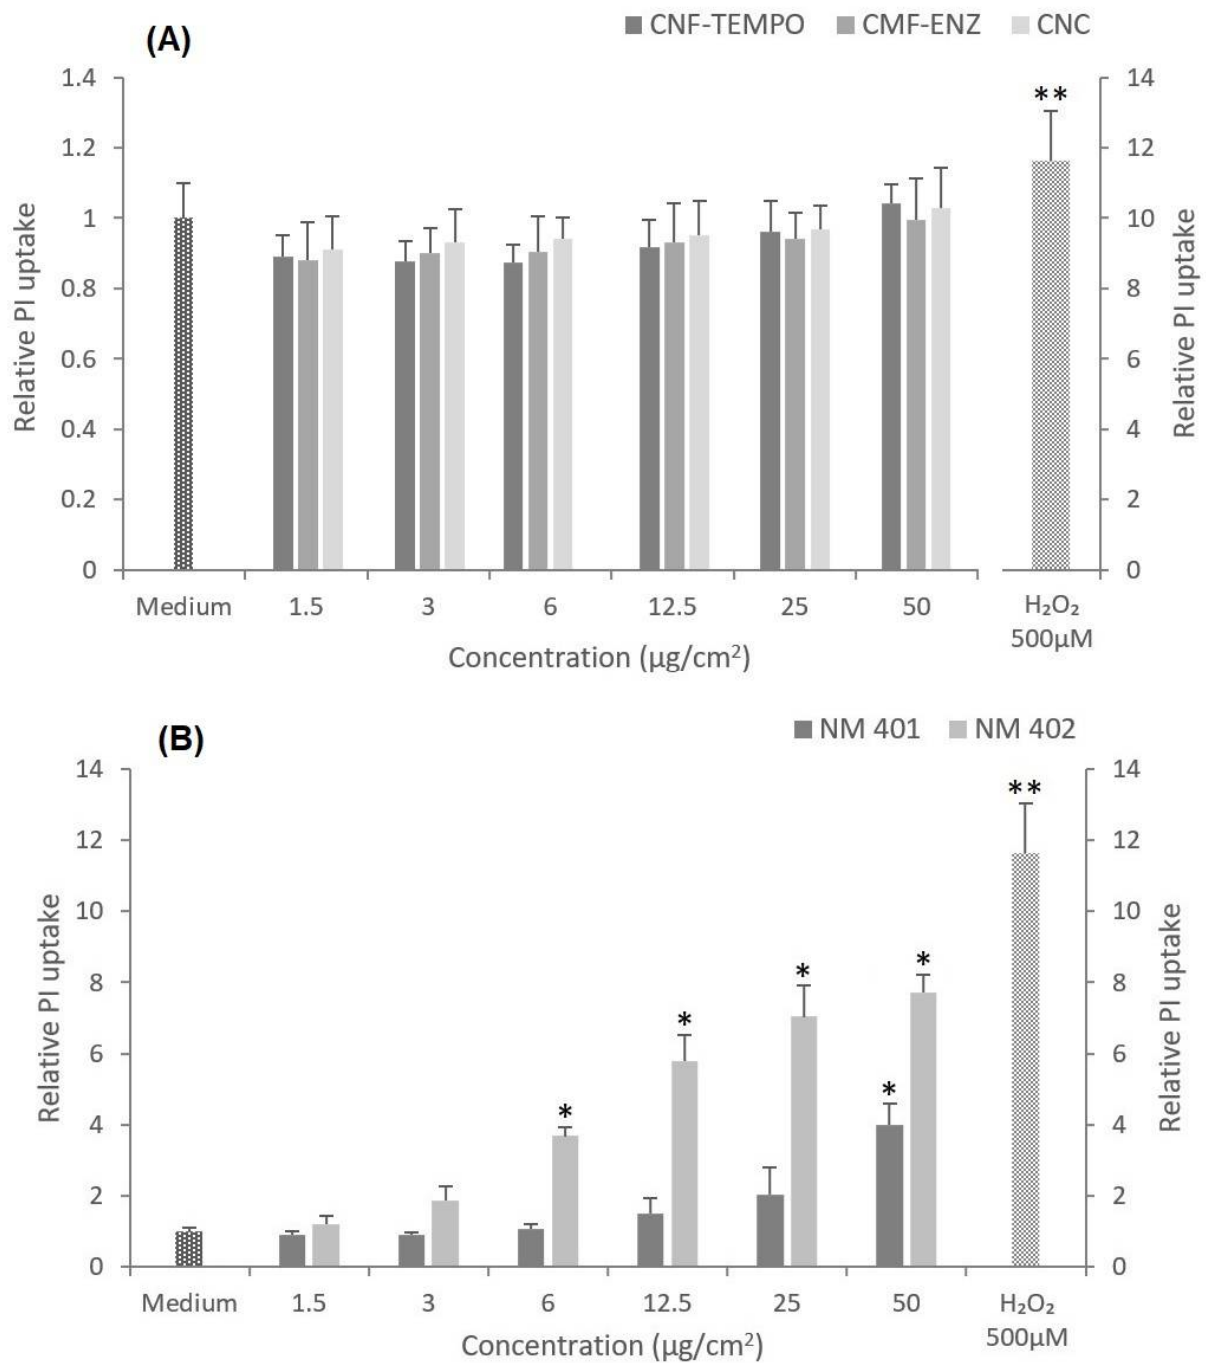 (A)
CNF-TEMPO CMF-ENZ CNC
1.4
1.2
1
0.8
0.6
0.4
0.2
0
Relative PI uptake
14
12
10
8
6
4
2
0
Relative PI uptake
**
Medium 1.5 3 6 12.5 25 50 H₂O₂
500µM
Concentration (µg/cm²)
(B)
NM 401 NM 402
14
12
10
8
6
4
2
0
Relative PI uptake
14
12
10
8
6
4
2
0
Relative PI uptake
*
*
*
*
*
**
Medium 1.5 3 6 12.5 25 50 H₂O₂
500µM
Concentration (µg/cm²)